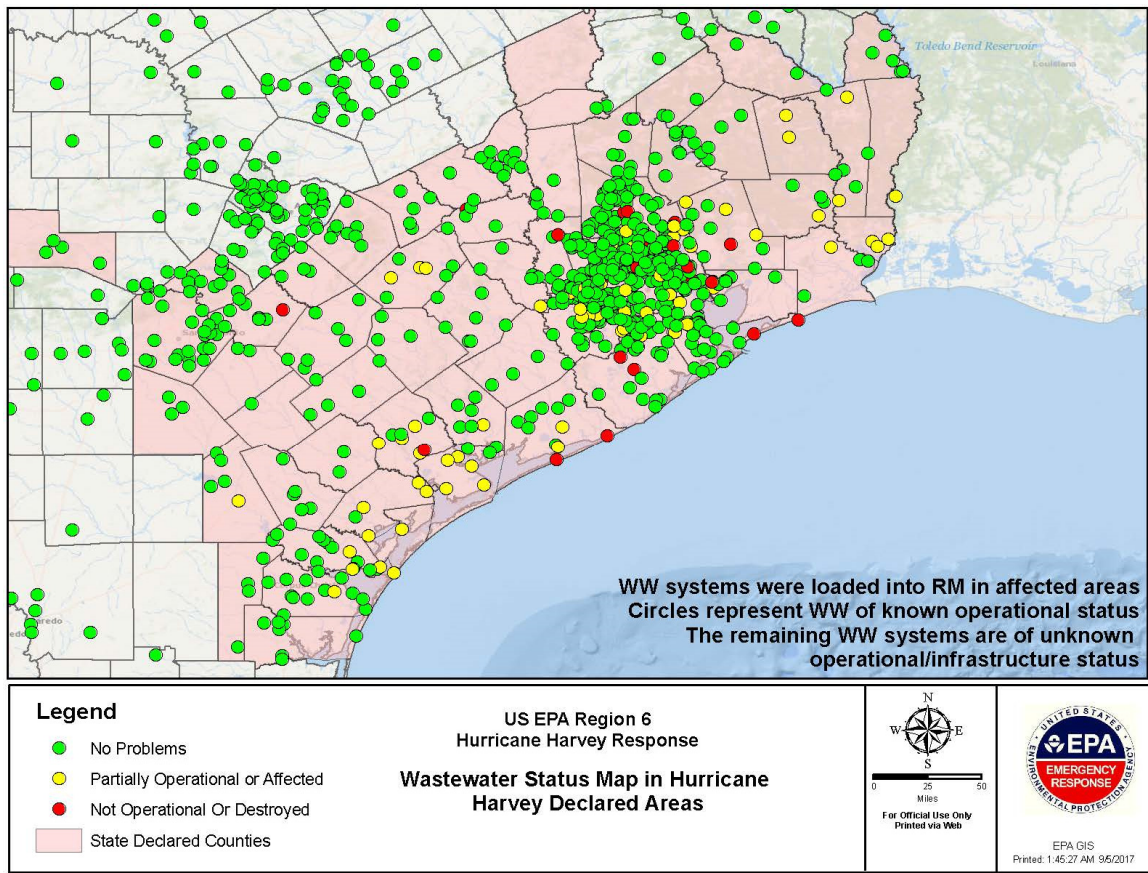 Toledo Bend Reservoir
Louisiana
WW systems were loaded into RM in affected areas
Circles represent WW of known operational status
The remaining WW systems are of unknown
operational/infrastructure status
Legend
No Problems
Partially Operational or Affected
Not Operational Or Destroyed
State Declared Counties
US EPA Region 6
Hurricane Harvey Response
Wastewater Status Map in Hurricane
Harvey Declared Areas
N
W
E
S
0 25 50
Miles
For Official Use Only
Printed via Web
UNITED STATES
EPA
EMERGENCY
RESPONSE
ENVIRONMENTAL PROTECTION AGENCY
EPA GIS
Printed: 1:45:27 AM 9/5/2017